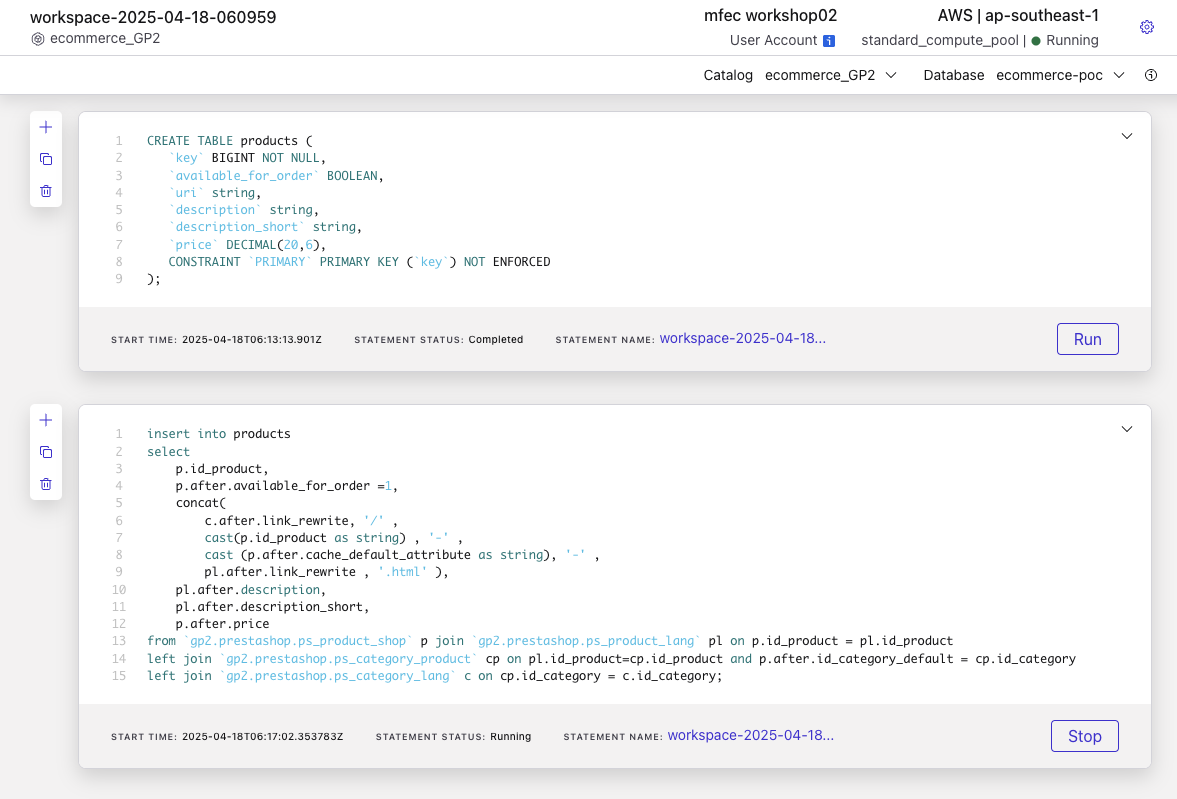 workspace-2025-04-18-060959
ecommerce_GP2
mfec workshop02
User Account
AWS | ap-southeast-1
standard_compute_pool | Running
Catalog ecommerce_GP2 Database ecommerce-poc
1 CREATE TABLE products (
2 `key` BIGINT NOT NULL,
3 `available_for_order` BOOLEAN,
4 `uri` string,
5 `description` string,
6 `description_short` string,
7 `price` DECIMAL(20,6),
8 CONSTRAINT `PRIMARY` PRIMARY KEY (`key`) NOT ENFORCED
9 );
START TIME: 2025-04-18T06:13:13.901Z STATEMENT STATUS: Completed STATEMENT NAME: workspace-2025-04-18... Run
1 insert into products
2 select
3 p.id_product,
4 p.after.available_for_order =1,
5 concat(
6 c.after.link_rewrite, '/' ,
7 cast(p.id_product as string) , '-' ,
8 cast (p.after.cache_default_attribute as string), '-' ,
9 pl.after.link_rewrite , '.html' ),
10 pl.after.description,
11 pl.after.description_short,
12 p.after.price
13 from `gp2.prestashop.ps_product_shop` p join `gp2.prestashop.ps_product_lang` pl on p.id_product = pl.id_product
14 left join `gp2.prestashop.ps_category_product` cp on pl.id_product=cp.id_product and p.after.id_category_default = cp.id_category
15 left join `gp2.prestashop.ps_category_lang` c on cp.id_category = c.id_category;
START TIME: 2025-04-18T06:17:02.353783Z STATEMENT STATUS: Running STATEMENT NAME: workspace-2025-04-18... Stop